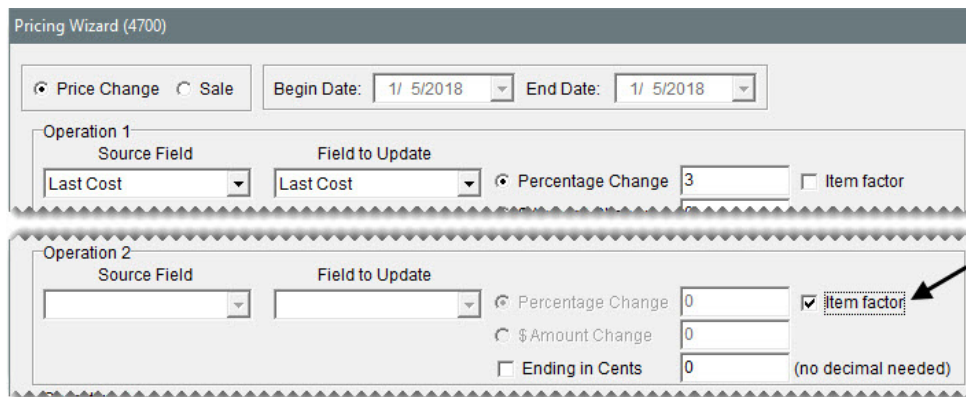 Pricing Wizard (4700)
Price Change Sale Begin Date: 1/ 5/2018 End Date: 1/ 5/2018
Operation 1
Source Field Field to Update
Last Cost Last Cost Percentage Change 3 Item factor
Operation 2
Source Field Field to Update
Percentage Change 0 Item factor
$ Amount Change 0
Ending in Cents 0 (no decimal needed)